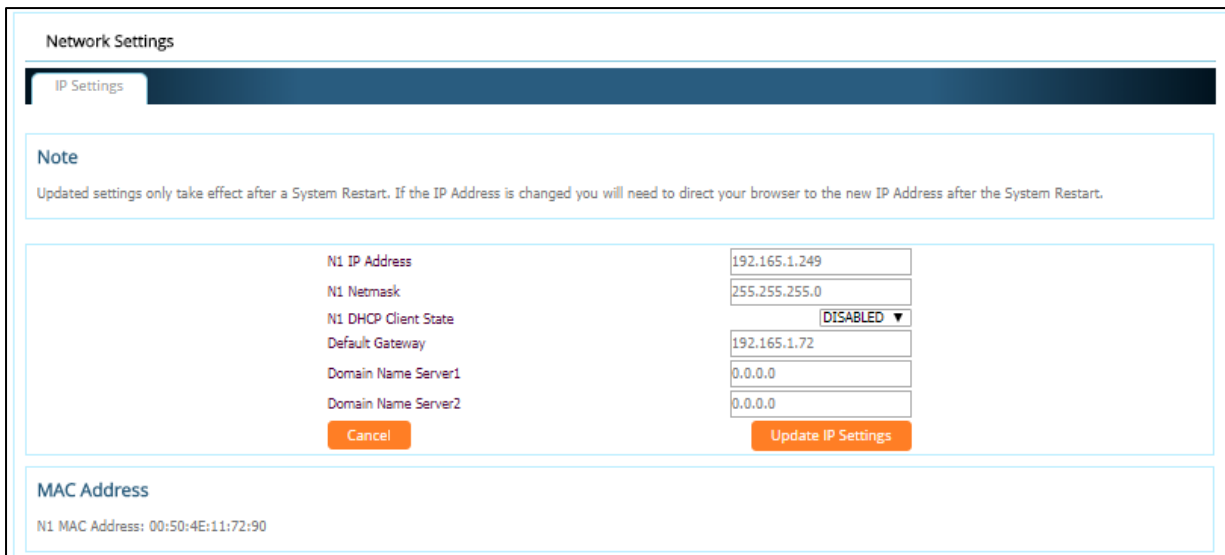 Network Settings
IP Settings
Note
Updated settings only take effect after a System Restart. If the IP Address is changed you will need to direct your browser to the new IP Address after the System Restart.
N1 IP Address 192.165.1.249
N1 Netmask 255.255.255.0
N1 DHCP Client State DISABLED ▼
Default Gateway 192.165.1.72
Domain Name Server1 0.0.0.0
Domain Name Server2 0.0.0.0
Cancel Update IP Settings
MAC Address
N1 MAC Address: 00:50:4E:11:72:90